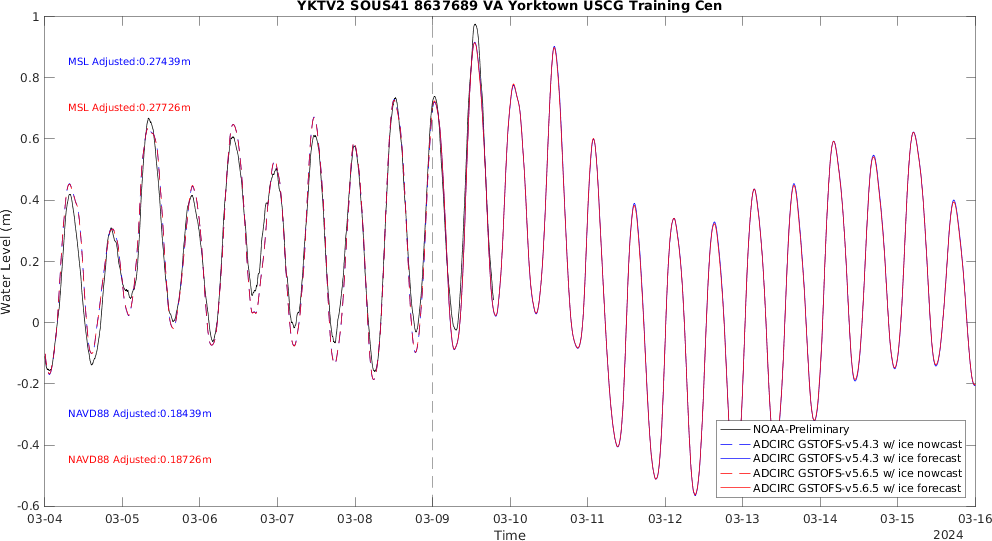 YKTV2 SOUS41 8637689 VA Yorktown USCG Training Cen
1
0.8
0.6
0.4
0.2
0
-0.2
-0.4
-0.6
Water Level (m)
MSL Adjusted:0.27439m
MSL Adjusted:0.27726m
NAVD88 Adjusted:0.18439m
NAVD88 Adjusted:0.18726m
NOAA-Preliminary
ADCIRC GSTOFS-v5.4.3 w/ ice nowcast
ADCIRC GSTOFS-v5.4.3 w/ ice forecast
ADCIRC GSTOFS-v5.6.5 w/ ice nowcast
ADCIRC GSTOFS-v5.6.5 w/ ice forecast
03-04 03-05 03-06 03-07 03-08 03-09 03-10 03-11 03-12 03-13 03-14 03-15 03-16
Time
2024